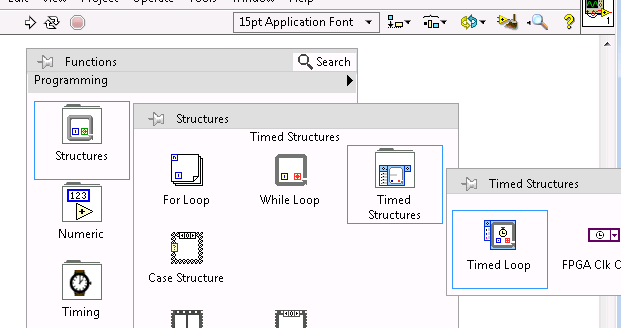 Edit View Project Operate Tools Window Help
15pt Application Font
?
1
Functions
Search
Programming
Structures
Timed Structures
Structures
For Loop
While Loop
Timed
Structures
Timed Structures
Numeric
123
Case Structure
Timed Loop
FPGA Clk C
Timing